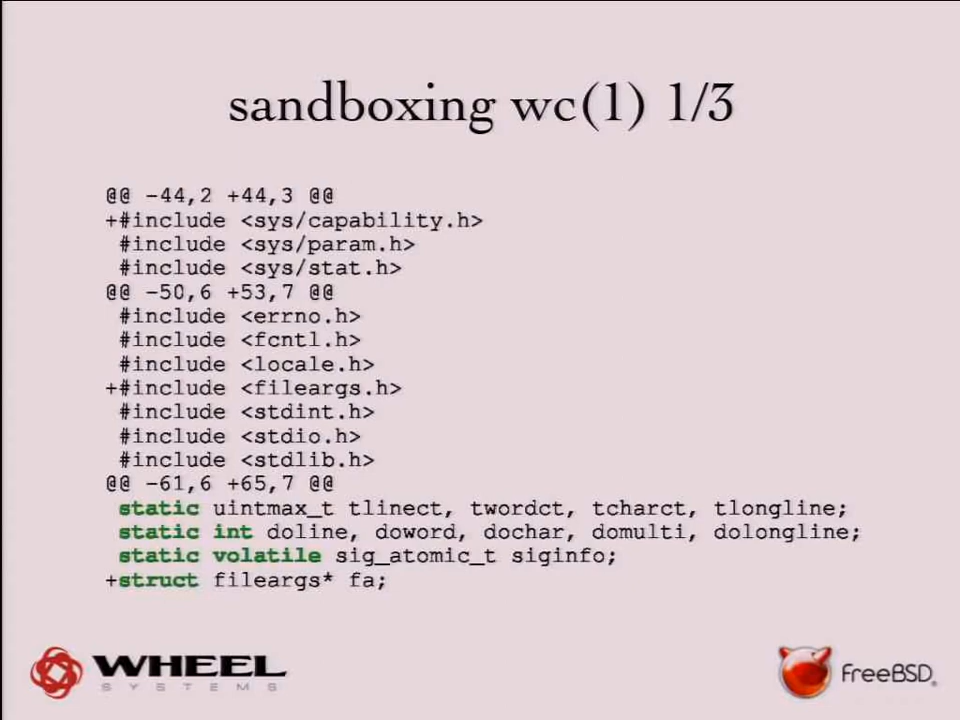 sandboxing wc(1) 1/3
@@ -44,2 +44,3 @@
+#include <sys/capability.h>
 #include <sys/param.h>
 #include <sys/stat.h>
@@ -50,6 +53,7 @@
 #include <errno.h>
 #include <fcntl.h>
 #include <locale.h>
+#include <fileargs.h>
 #include <stdint.h>
 #include <stdio.h>
 #include <stdlib.h>
@@ -61,6 +65,7 @@
 static uintmax_t tlinect, twordct, tcharct, tlongline;
 static int doline, doword, dochar, domulti, dolongline;
 static volatile sig_atomic_t siginfo;
+struct fileargs* fa;
WHEEL
SYSTEMS
FreeBSD®